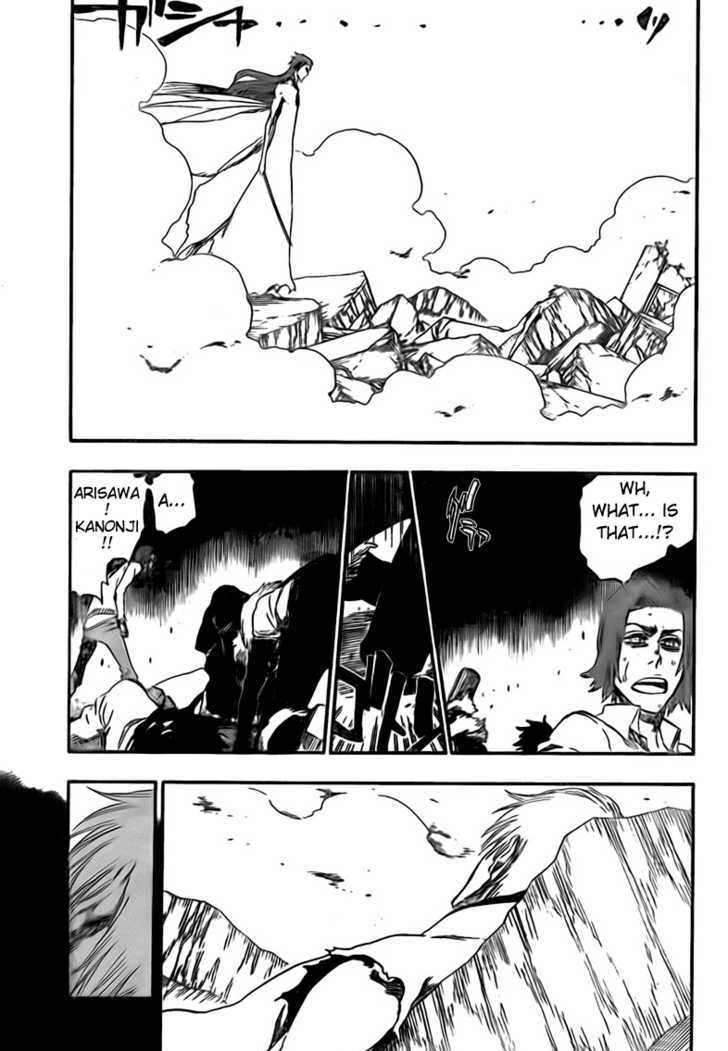 ガシャ
WH,
WHAT... IS
THAT...!?
A...
ARISAWA
!
KANONJI
!!